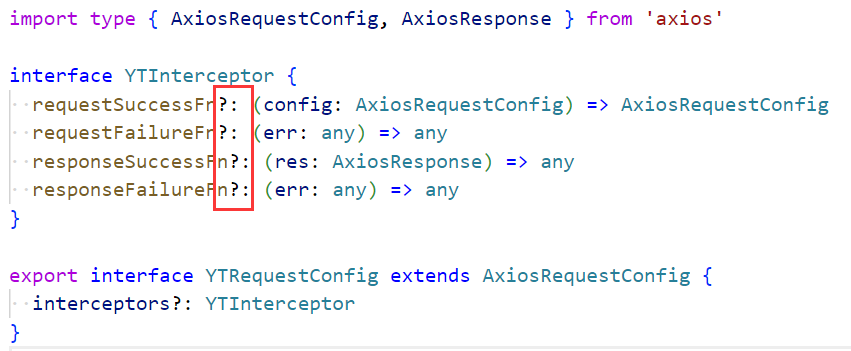 import type { AxiosRequestConfig, AxiosResponse } from 'axios'
interface YTInterceptor {
requestSuccessFn?: (config: AxiosRequestConfig) => AxiosRequestConfig
requestFailureFn?: (err: any) => any
responseSuccessFn?: (res: AxiosResponse) => any
responseFailureFn?: (err: any) => any
}
export interface YTRequestConfig extends AxiosRequestConfig {
interceptors?: YTInterceptor
}